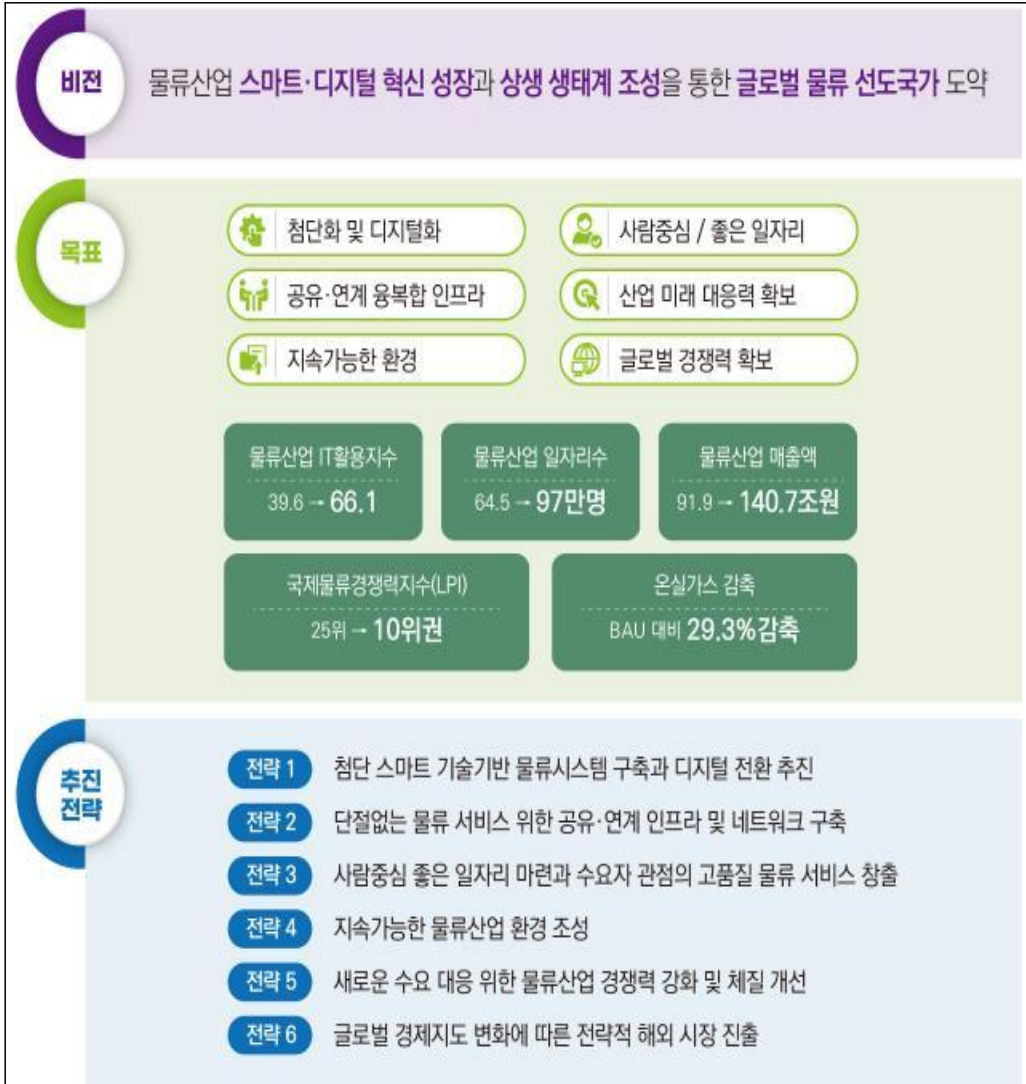 비전
물류산업 스마트·디지털 혁신 성장과 상생 생태계 조성을 통한 글로벌 물류 선도국가 도약
목표
첨단화 및 디지털화
사람중심 / 좋은 일자리
공유·연계 융복합 인프라
산업 미래 대응력 확보
지속가능한 환경
글로벌 경쟁력 확보
물류산업 IT활용지수
39.6 → 66.1
물류산업 일자리수
64.5 → 97만명
물류산업 매출액
91.9 → 140.7조원
국제물류경쟁력지수(LPI)
25위 → 10위권
온실가스 감축
BAU 대비 29.3%감축
추진
전략
전략 1 첨단 스마트 기술기반 물류시스템 구축과 디지털 전환 추진
전략 2 단절없는 물류 서비스 위한 공유·연계 인프라 및 네트워크 구축
전략 3 사람중심 좋은 일자리 마련과 수요자 관점의 고품질 물류 서비스 창출
전략 4 지속가능한 물류산업 환경 조성
전략 5 새로운 수요 대응 위한 물류산업 경쟁력 강화 및 체질 개선
전략 6 글로벌 경제지도 변화에 따른 전략적 해외 시장 진출